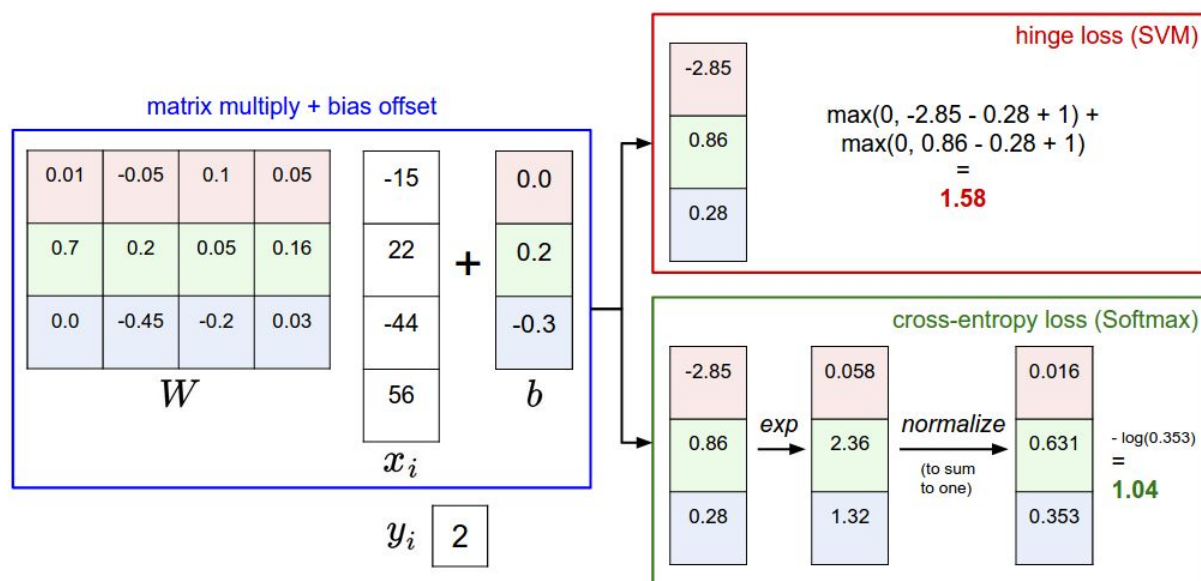 matrix multiply + bias offset
0.01 -0.05 0.1 0.05
0.7 0.2 0.05 0.16
0.0 -0.45 -0.2 0.03
W
-15
22
-44
56
x_i
+
0.0
0.2
-0.3
b
y_i 2
hinge loss (SVM)
-2.85
0.86
0.28
max(0, -2.85 - 0.28 + 1) +
max(0, 0.86 - 0.28 + 1)
=
1.58
cross-entropy loss (Softmax)
-2.85
0.86
0.28
exp
0.058
2.36
1.32
normalize
(to sum
to one)
0.016
0.631
0.353
- log(0.353)
=
1.04